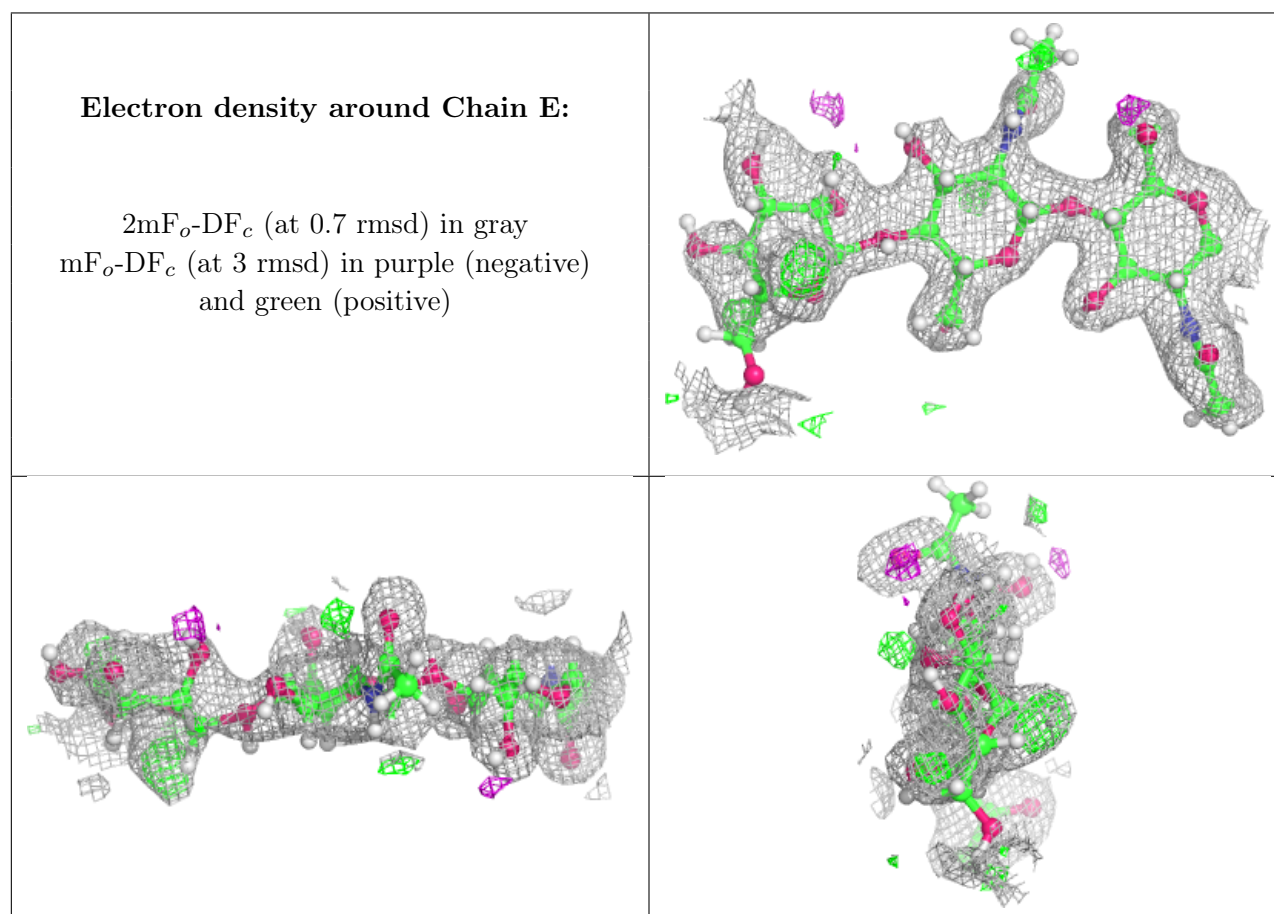 Electron density around Chain E:
2mFₒ-DF𝒸 (at 0.7 rmsd) in gray
mFₒ-DF𝒸 (at 3 rmsd) in purple (negative)
and green (positive)